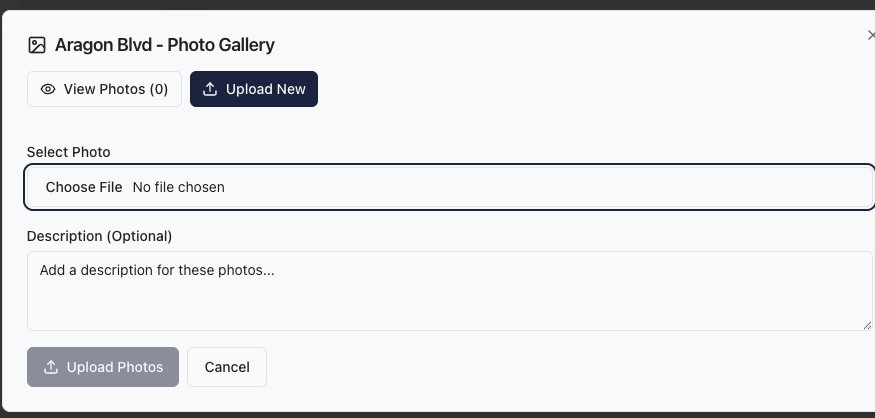 Aragon Blvd - Photo Gallery
View Photos (0) Upload New
Select Photo
Choose File No file chosen
Description (Optional)
Add a description for these photos...
Upload Photos Cancel